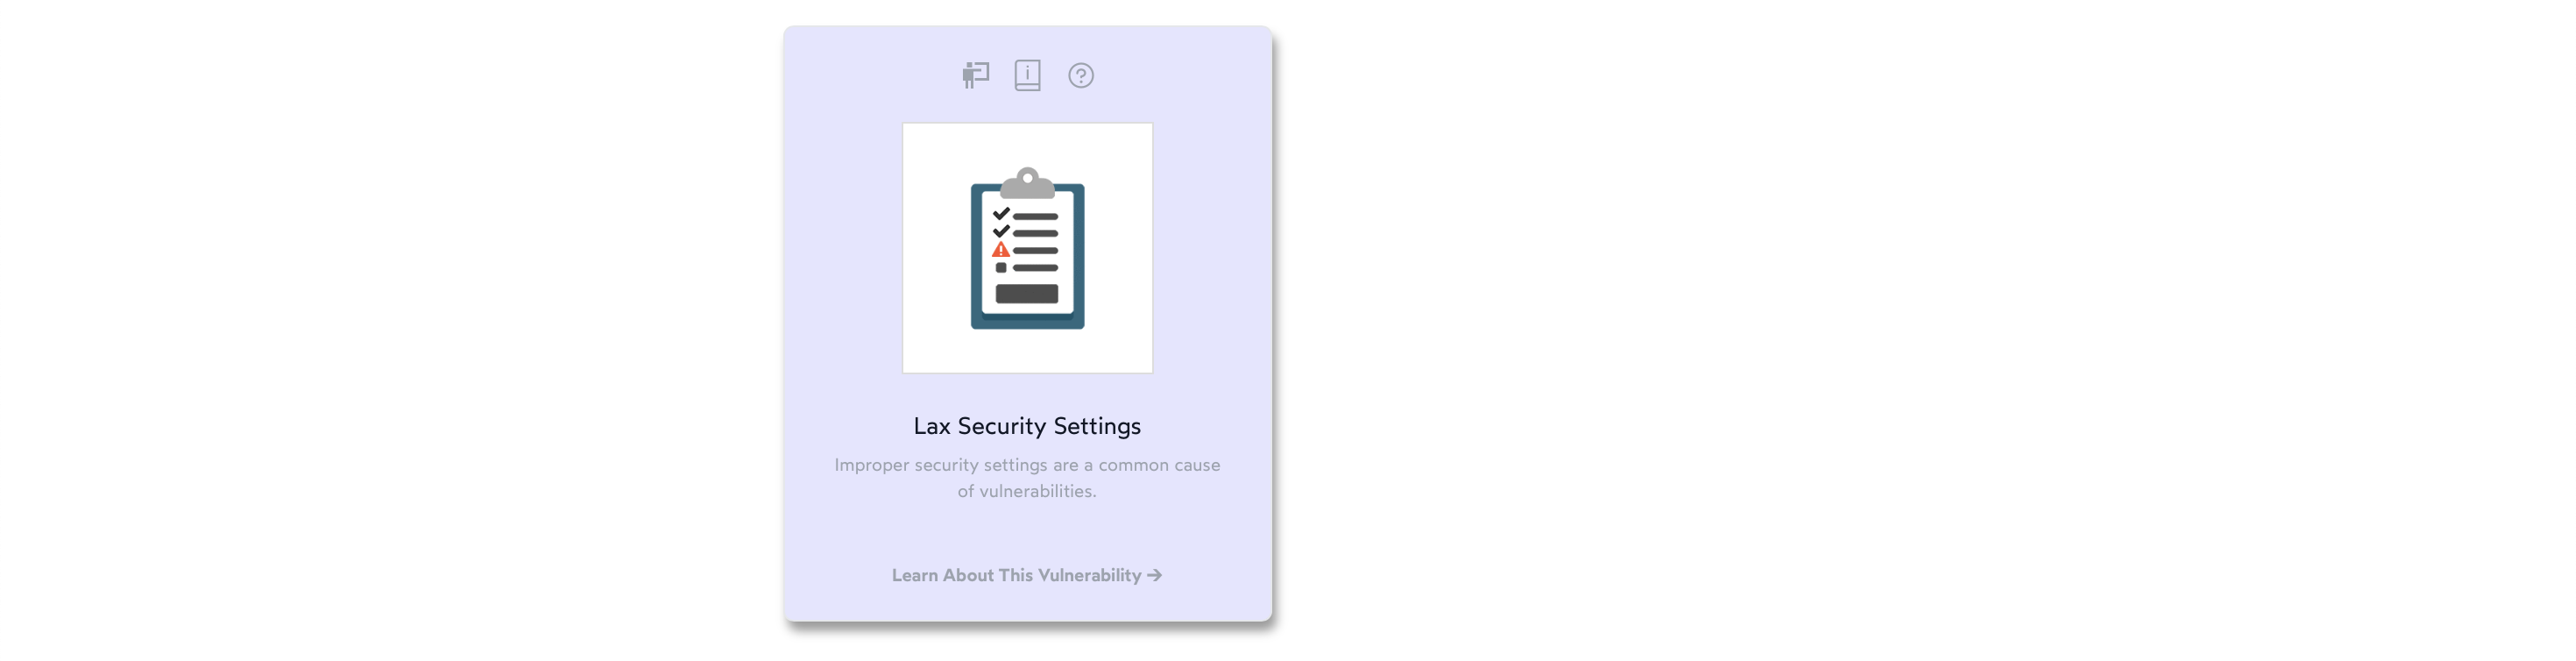 Lax Security Settings
Improper security settings are a common cause
of vulnerabilities.
Learn About This Vulnerability →